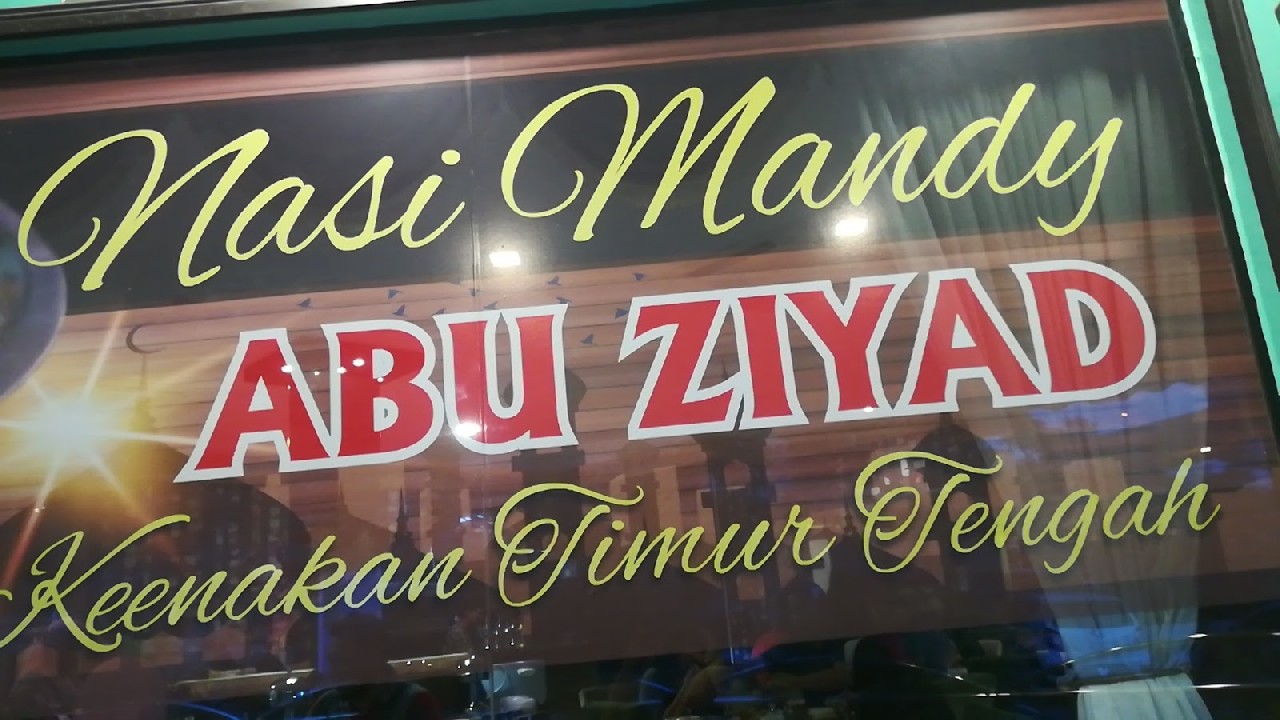 Nasi Mandy
ABU ZIYAD
Keenakan Timur Tengah